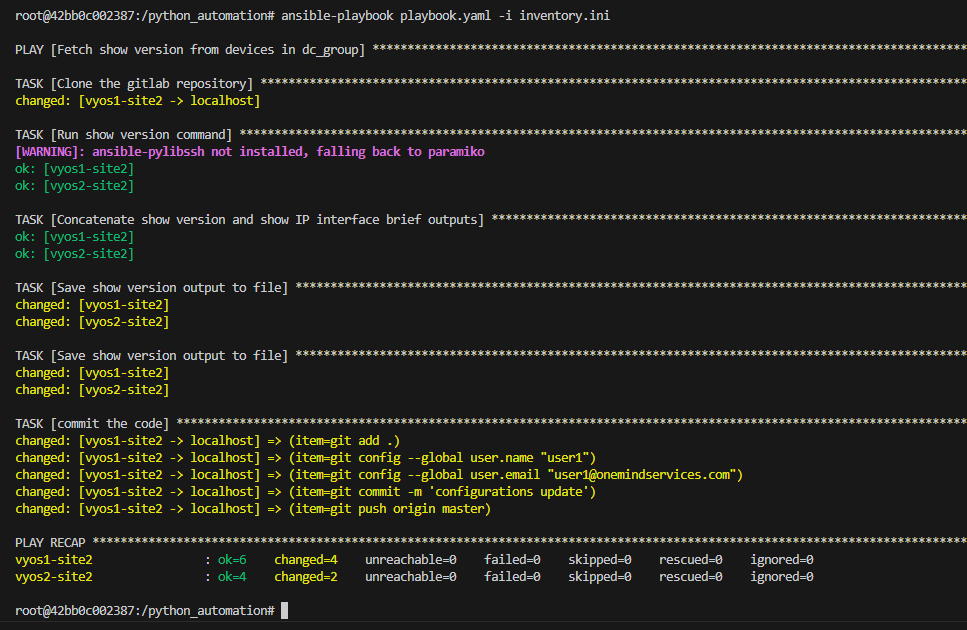 root@42bb0c002387:/python_automation# ansible-playbook playbook.yaml -i inventory.ini
PLAY [Fetch show version from devices in dc_group] *************************************************************************************
TASK [Clone the gitlab repository] *****************************************************************************************************
changed: [vyos1-site2 -> localhost]
TASK [Run show version command] ********************************************************************************************************
[WARNING]: ansible-pylibssh not installed, falling back to paramiko
ok: [vyos1-site2]
ok: [vyos2-site2]
TASK [Concatenate show version and show IP interface brief outputs] ********************************************************************
ok: [vyos1-site2]
ok: [vyos2-site2]
TASK [Save show version output to file] ************************************************************************************************
changed: [vyos1-site2]
changed: [vyos2-site2]
TASK [Save show version output to file] ************************************************************************************************
changed: [vyos1-site2]
changed: [vyos2-site2]
TASK [commit the code] *****************************************************************************************************************
changed: [vyos1-site2 -> localhost] => (item=git add .)
changed: [vyos1-site2 -> localhost] => (item=git config --global user.name "user1")
changed: [vyos1-site2 -> localhost] => (item=git config --global user.email "user1@onemindservices.com")
changed: [vyos1-site2 -> localhost] => (item=git commit -m 'configurations update')
changed: [vyos1-site2 -> localhost] => (item=git push origin master)
PLAY RECAP *****************************************************************************************************************************
vyos1-site2                : ok=6    changed=4    unreachable=0    failed=0    skipped=0    rescued=0    ignored=0
vyos2-site2                : ok=4    changed=2    unreachable=0    failed=0    skipped=0    rescued=0    ignored=0
root@42bb0c002387:/python_automation#